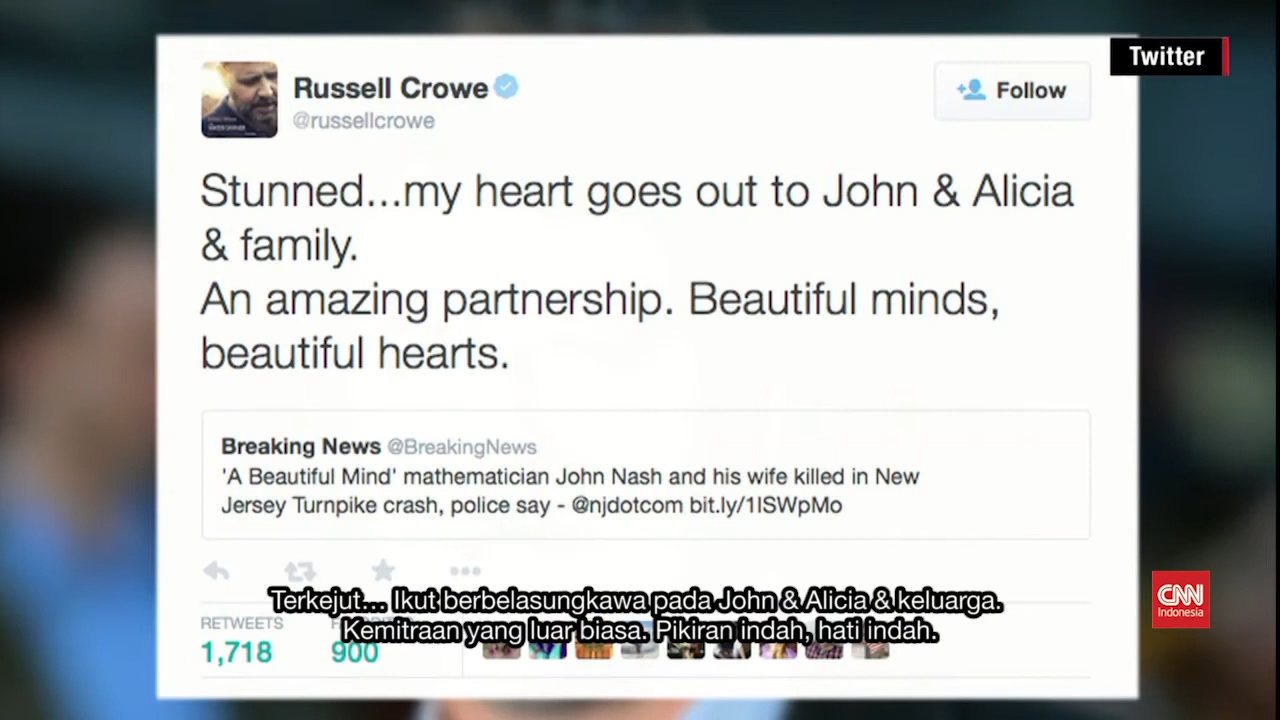 Twitter
Russell Crowe
@russellcrowe
Follow
Stunned...my heart goes out to John & Alicia
& family.
An amazing partnership. Beautiful minds,
beautiful hearts.
Breaking News @BreakingNews
'A Beautiful Mind' mathematician John Nash and his wife killed in New
Jersey Turnpike crash, police say - @njdotcom bit.ly/1ISWpMo
Terkejut... Ikut berbelasungkawa pada John & Alicia & keluarga.
Kemitraan yang luar biasa. Pikiran indah, hati indah.
RETWEETS
1,718
900
CNN
Indonesia